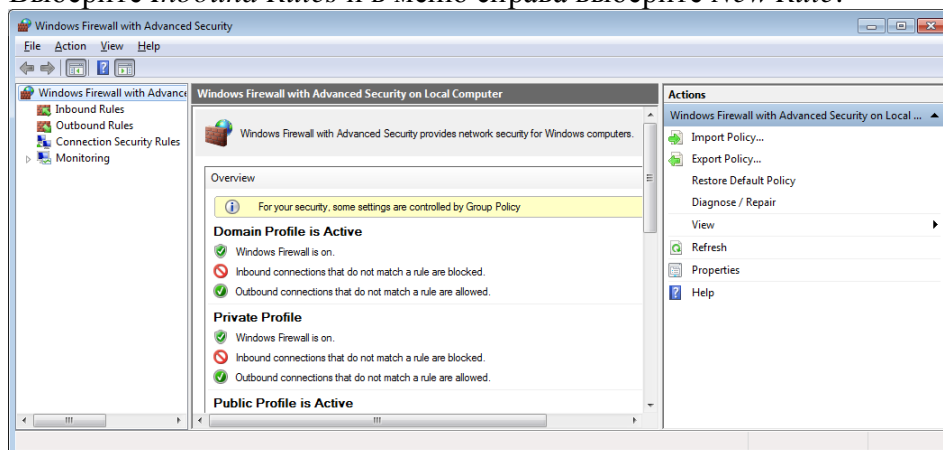 Выберите Inbound Rules и в меню справа выберите New Rule:
Windows Firewall with Advanced Security
File Action View Help
Windows Firewall with Advance
Inbound Rules
Outbound Rules
Connection Security Rules
Monitoring
Windows Firewall with Advanced Security on Local Computer
Windows Firewall with Advanced Security provides network security for Windows computers.
Overview
For your security, some settings are controlled by Group Policy
Domain Profile is Active
Windows Firewall is on.
Inbound connections that do not match a rule are blocked.
Outbound connections that do not match a rule are allowed.
Private Profile
Windows Firewall is on.
Inbound connections that do not match a rule are blocked.
Outbound connections that do not match a rule are allowed.
Public Profile is Active
Actions
Windows Firewall with Advanced Security on Local ...
Import Policy...
Export Policy...
Restore Default Policy
Diagnose / Repair
View
Refresh
Properties
Help